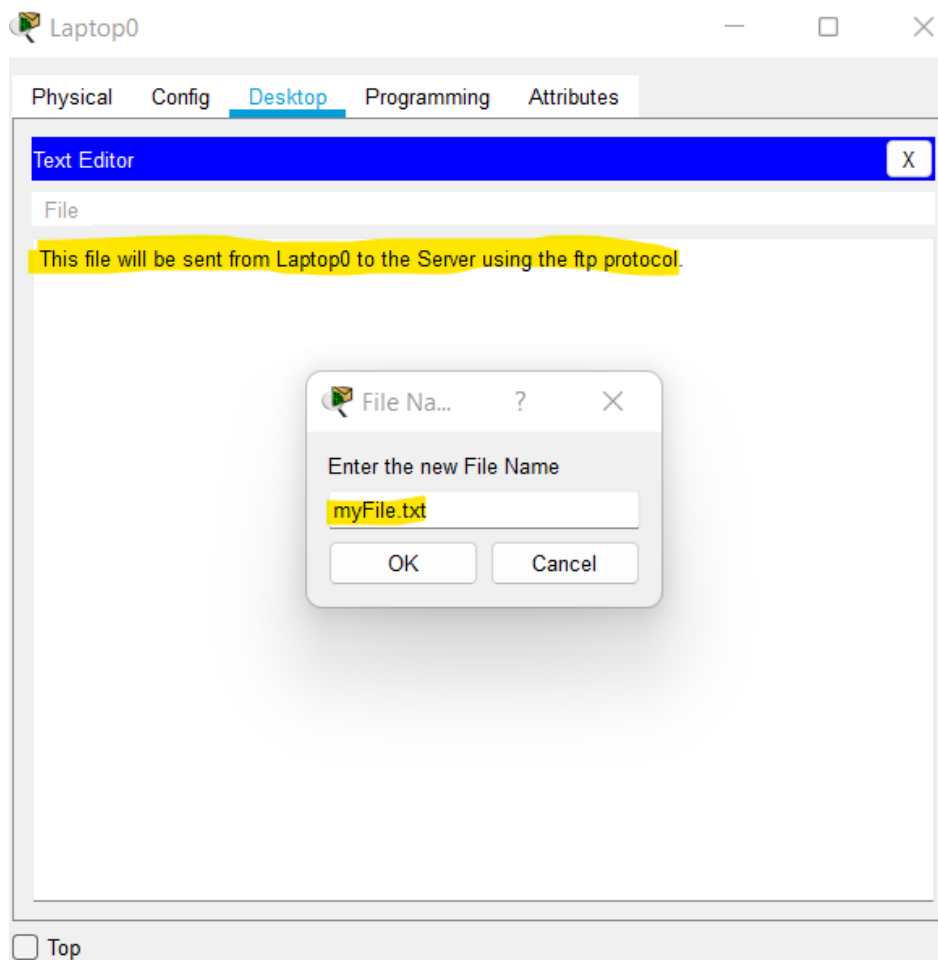 Laptop0
Physical Config Desktop Programming Attributes
Text Editor X
File
This file will be sent from Laptop0 to the Server using the ftp protocol.
File Na... ?
Enter the new File Name
myFile.txt
OK Cancel
Top